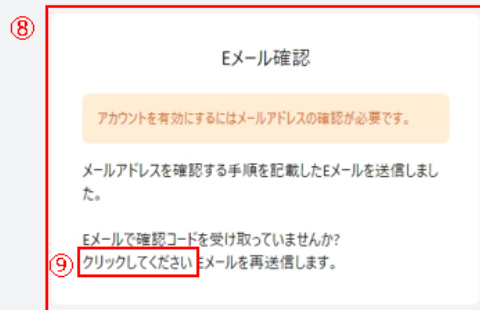 ⑧
Eメール確認
アカウントを有効にするにはメールアドレスの確認が必要です。
メールアドレスを確認する手順を記載したEメールを送信しまし
た。
Eメールで確認コードを受け取っていませんか?
⑨ クリックしてください Eメールを再送信します。